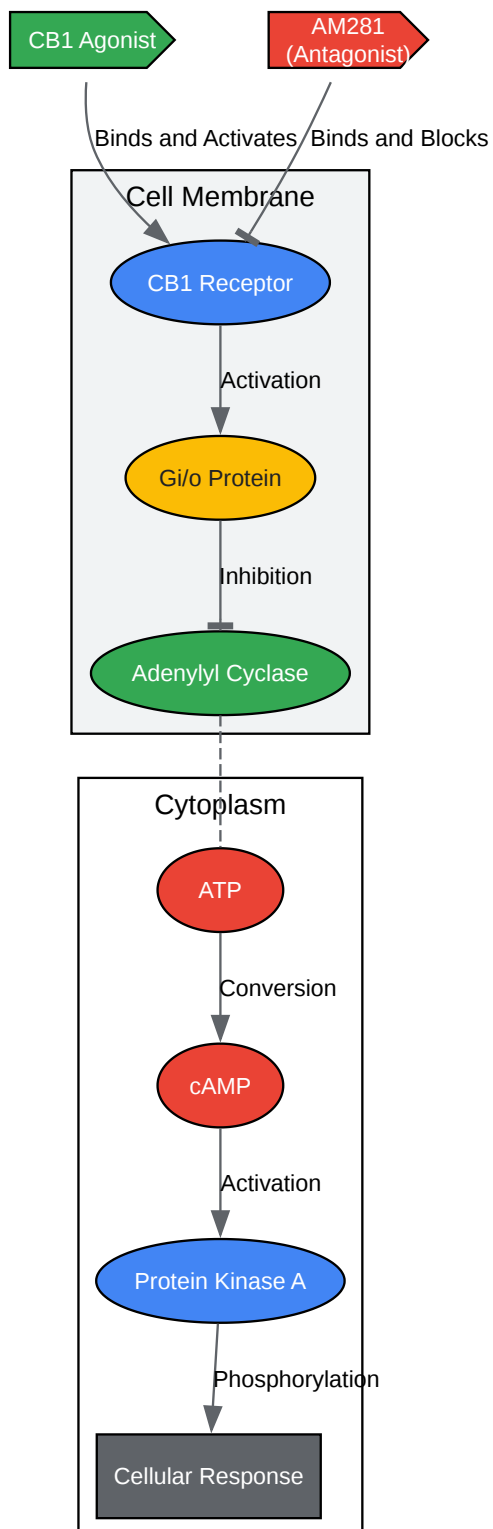 CB1 Agonist
AM281
(Antagonist)
Binds and Activates
Binds and Blocks
Cell Membrane
CB1 Receptor
Activation
Gi/o Protein
Inhibition
Adenylyl Cyclase
Cytoplasm
ATP
Conversion
cAMP
Activation
Protein Kinase A
Phosphorylation
Cellular Response